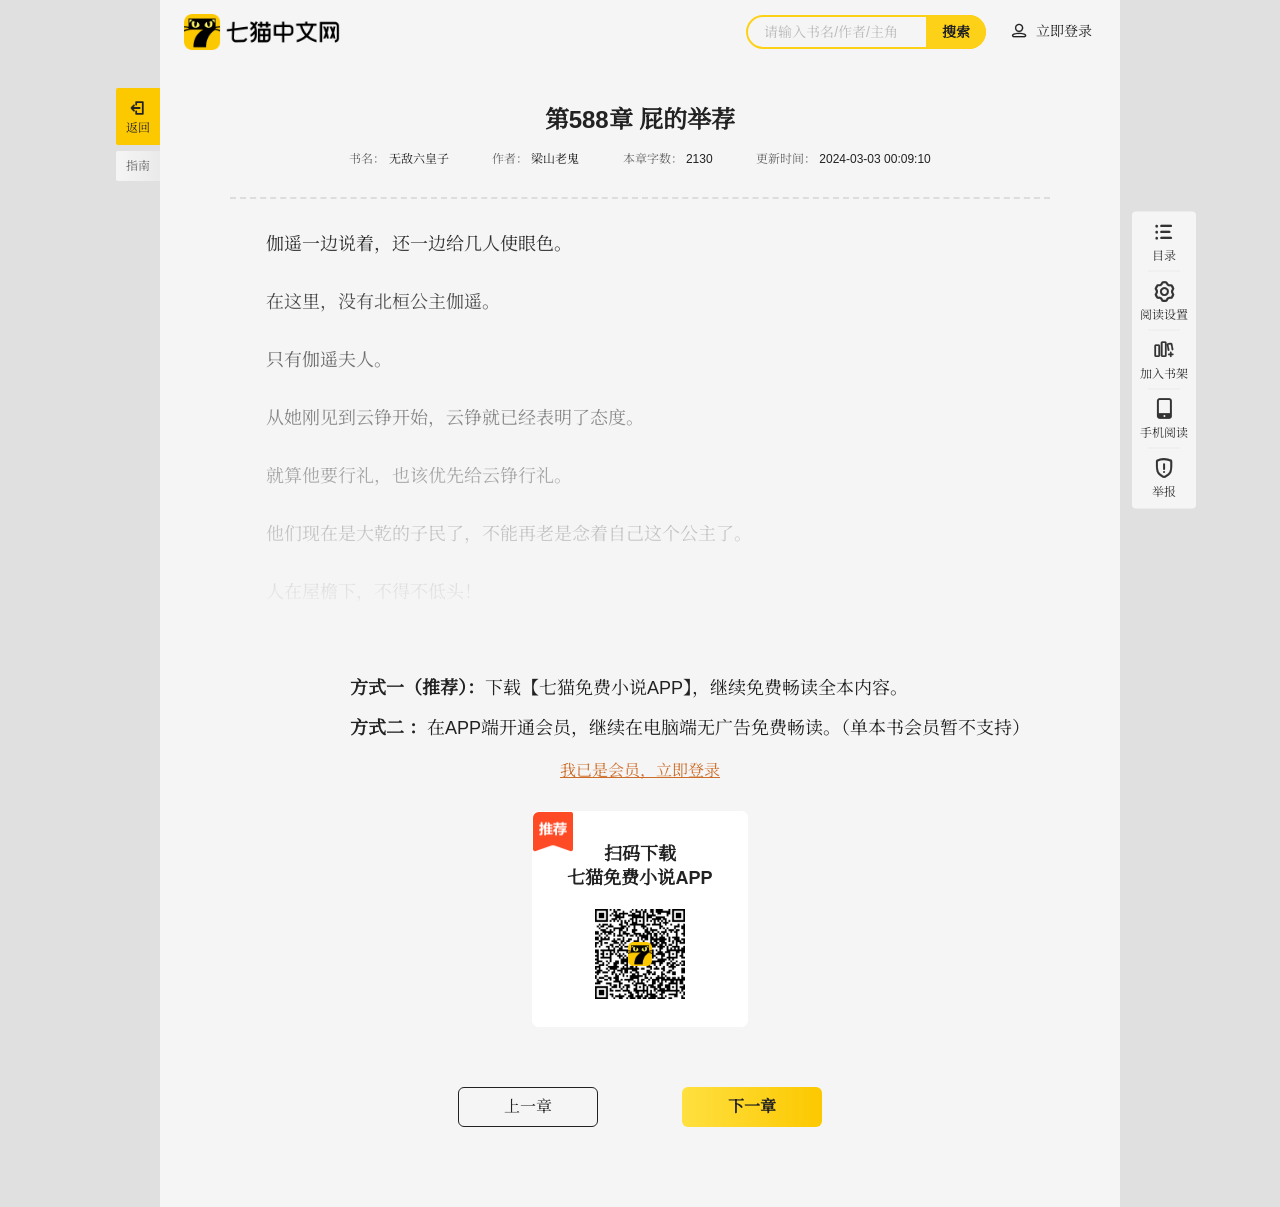 七猫中文网
请输入书名/作者/主角
搜索
立即登录
返回
指南
第588章 屁的举荐
书名： 无敌六皇子 作者： 梁山老鬼 本章字数： 2130 更新时间： 2024-03-03 00:09:10
伽遥一边说着，还一边给几人使眼色。
在这里，没有北桓公主伽遥。
只有伽遥夫人。
从她刚见到云铮开始，云铮就已经表明了态度。
就算他要行礼，也该优先给云铮行礼。
他们现在是大乾的子民了，不能再老是念着自己这个公主了。
人在屋檐下，不得不低头！
目录
阅读设置
加入书架
手机阅读
举报
方式一（推荐）：下载【七猫免费小说APP】，继续免费畅读全本内容。
方式二 ：在APP端开通会员，继续在电脑端无广告免费畅读。（单本书会员暂不支持）
我已是会员，立即登录
推荐
扫码下载
七猫免费小说APP
上一章
下一章